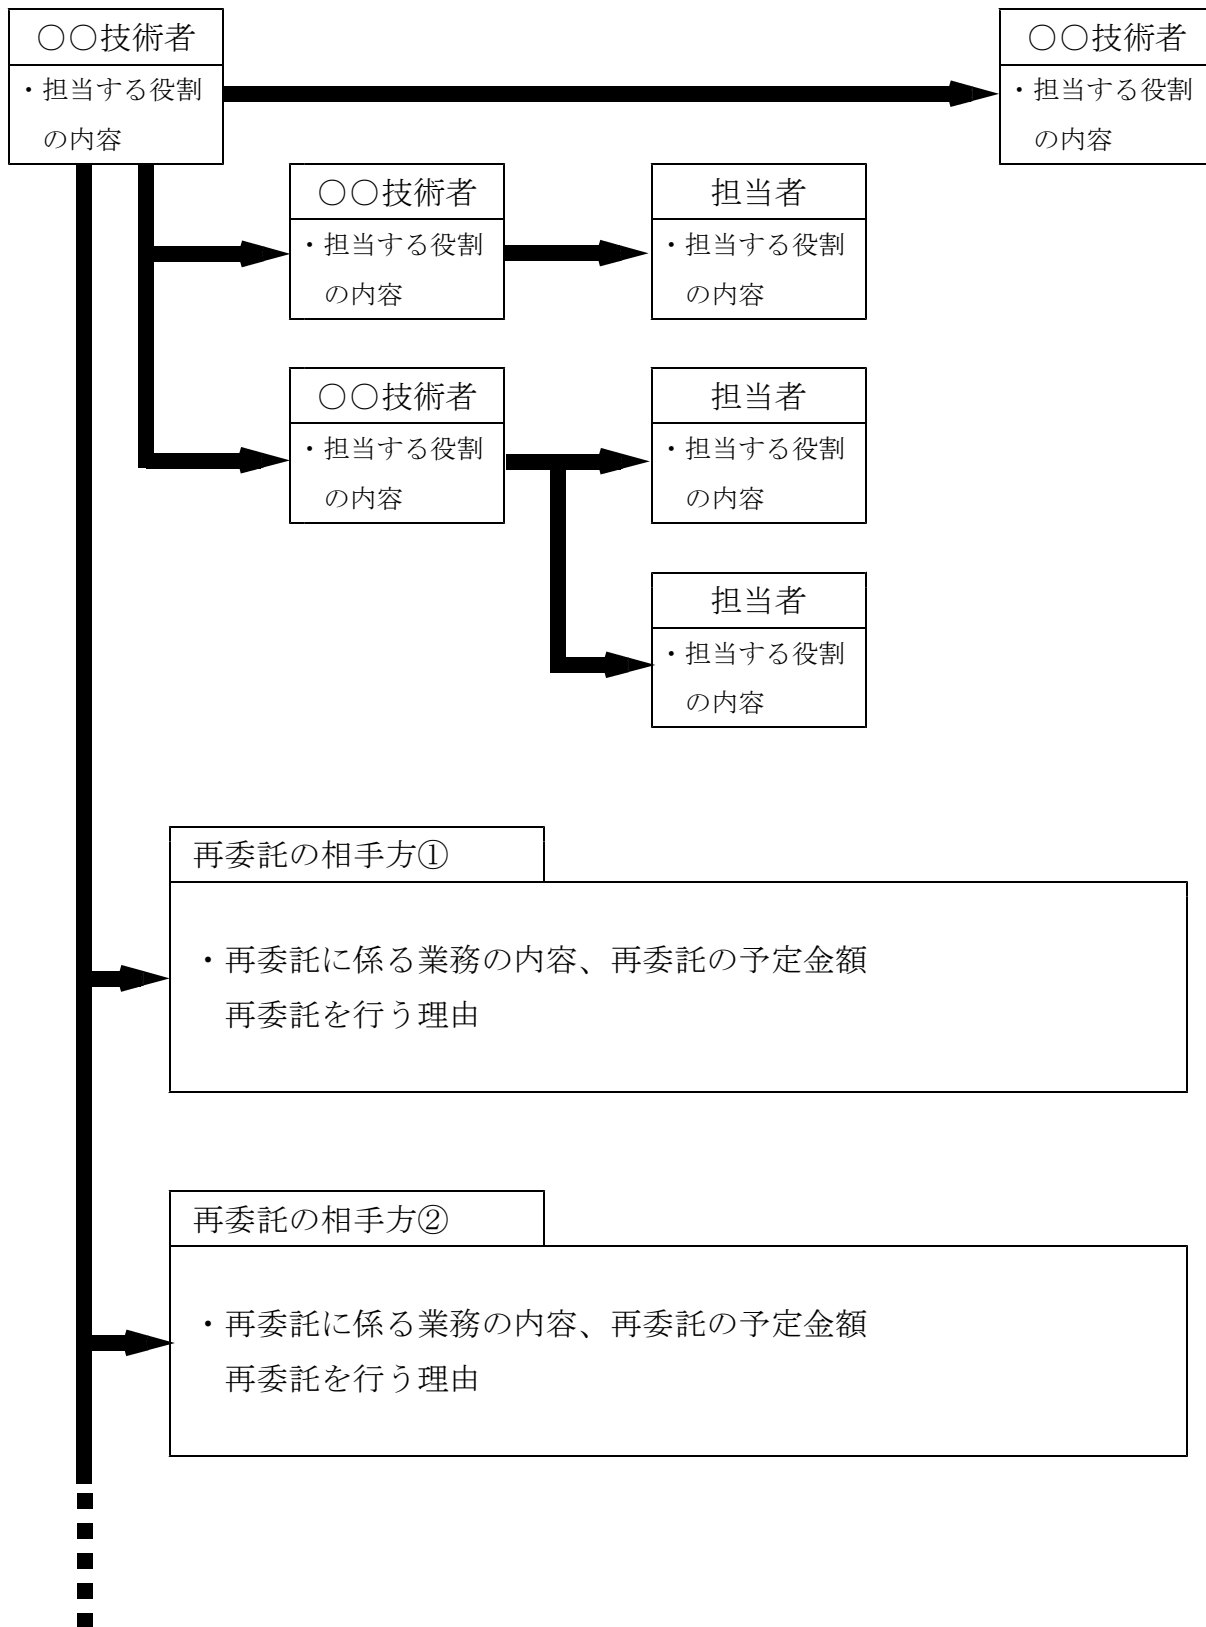 ○○技術者
・担当する役割
の内容
○○技術者
・担当する役割
の内容
○○技術者
・担当する役割
の内容
担当者
・担当する役割
の内容
○○技術者
・担当する役割
の内容
担当者
・担当する役割
の内容
担当者
・担当する役割
の内容
再委託の相手方①
・再委託に係る業務の内容、再委託の予定金額
再委託を行う理由
再委託の相手方②
・再委託に係る業務の内容、再委託の予定金額
再委託を行う理由